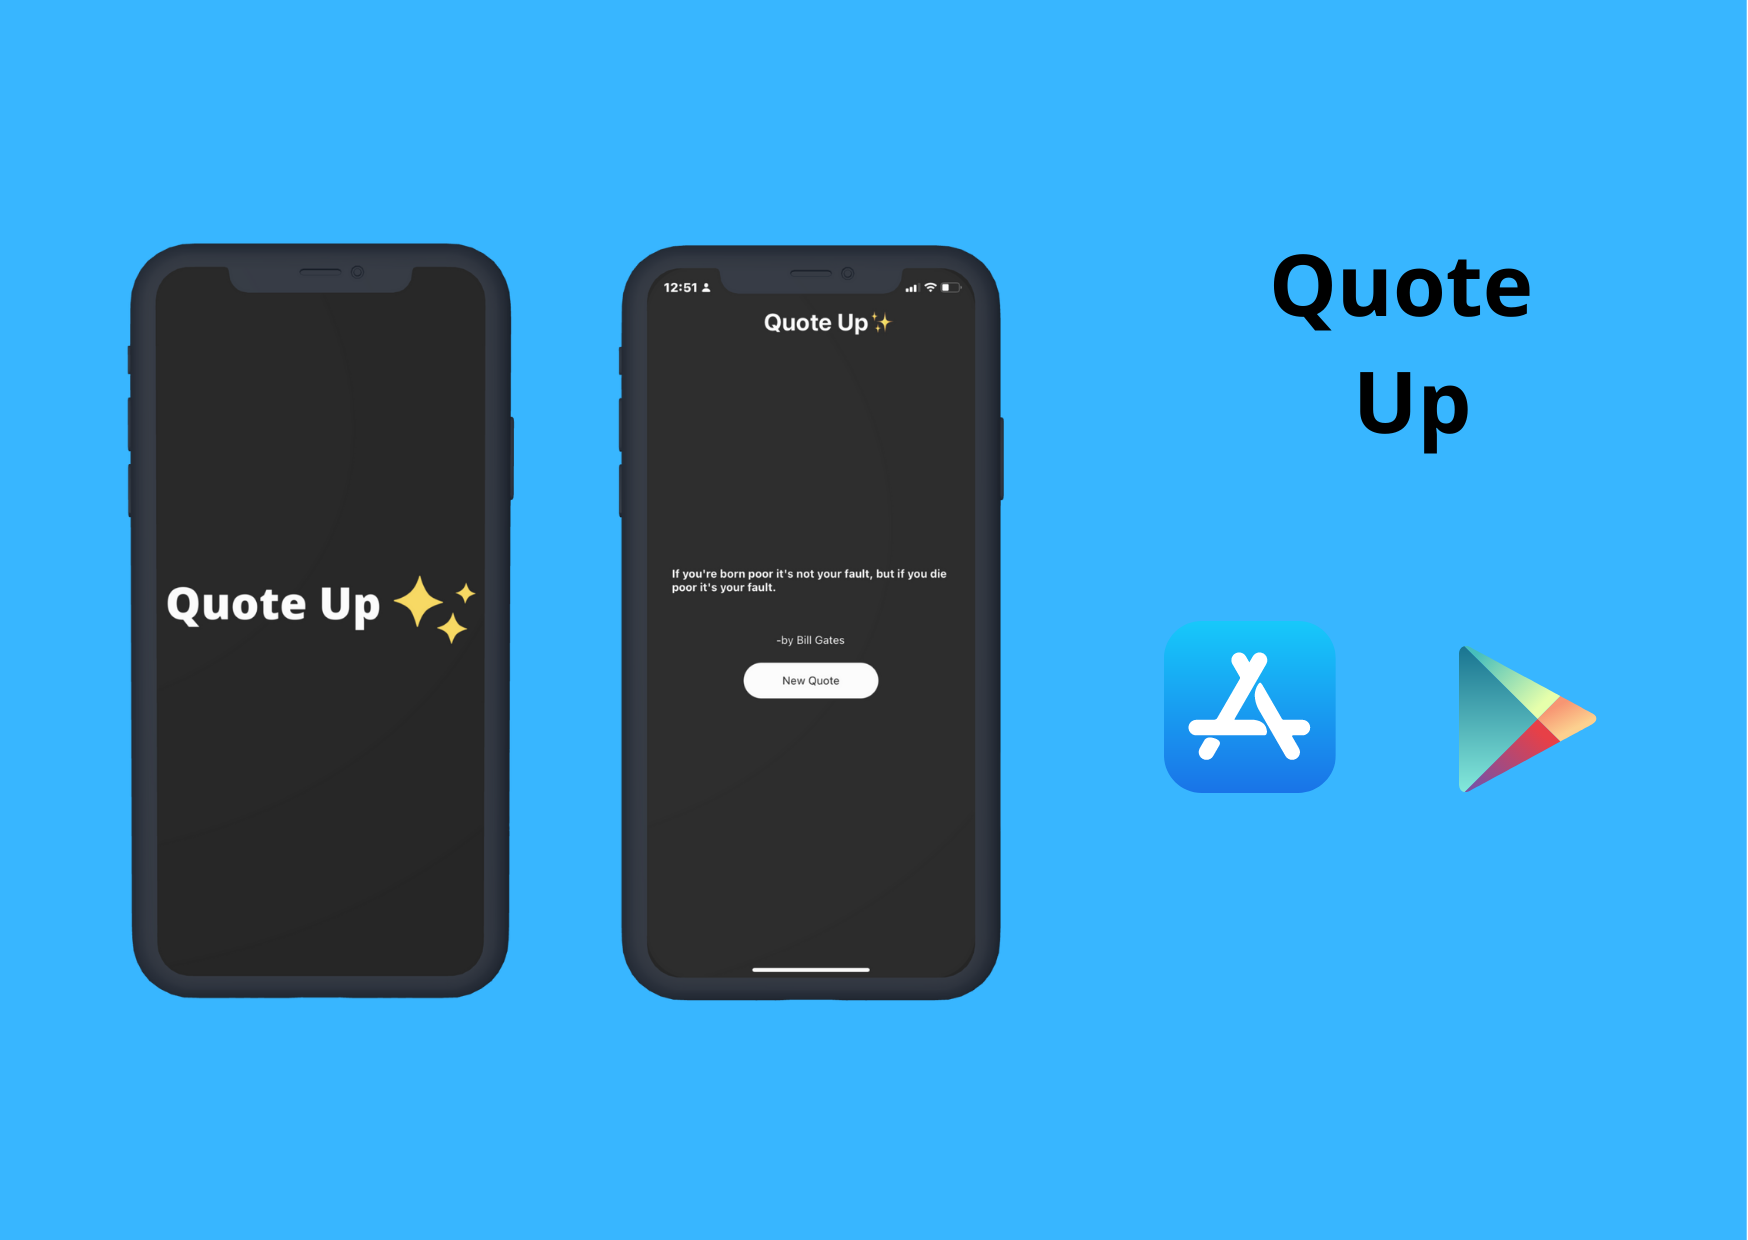 Quote Up✨
12:51
Quote Up✨
If you're born poor it's not your fault, but if you die
poor it's your fault.
-by Bill Gates
New Quote
Quote
Up